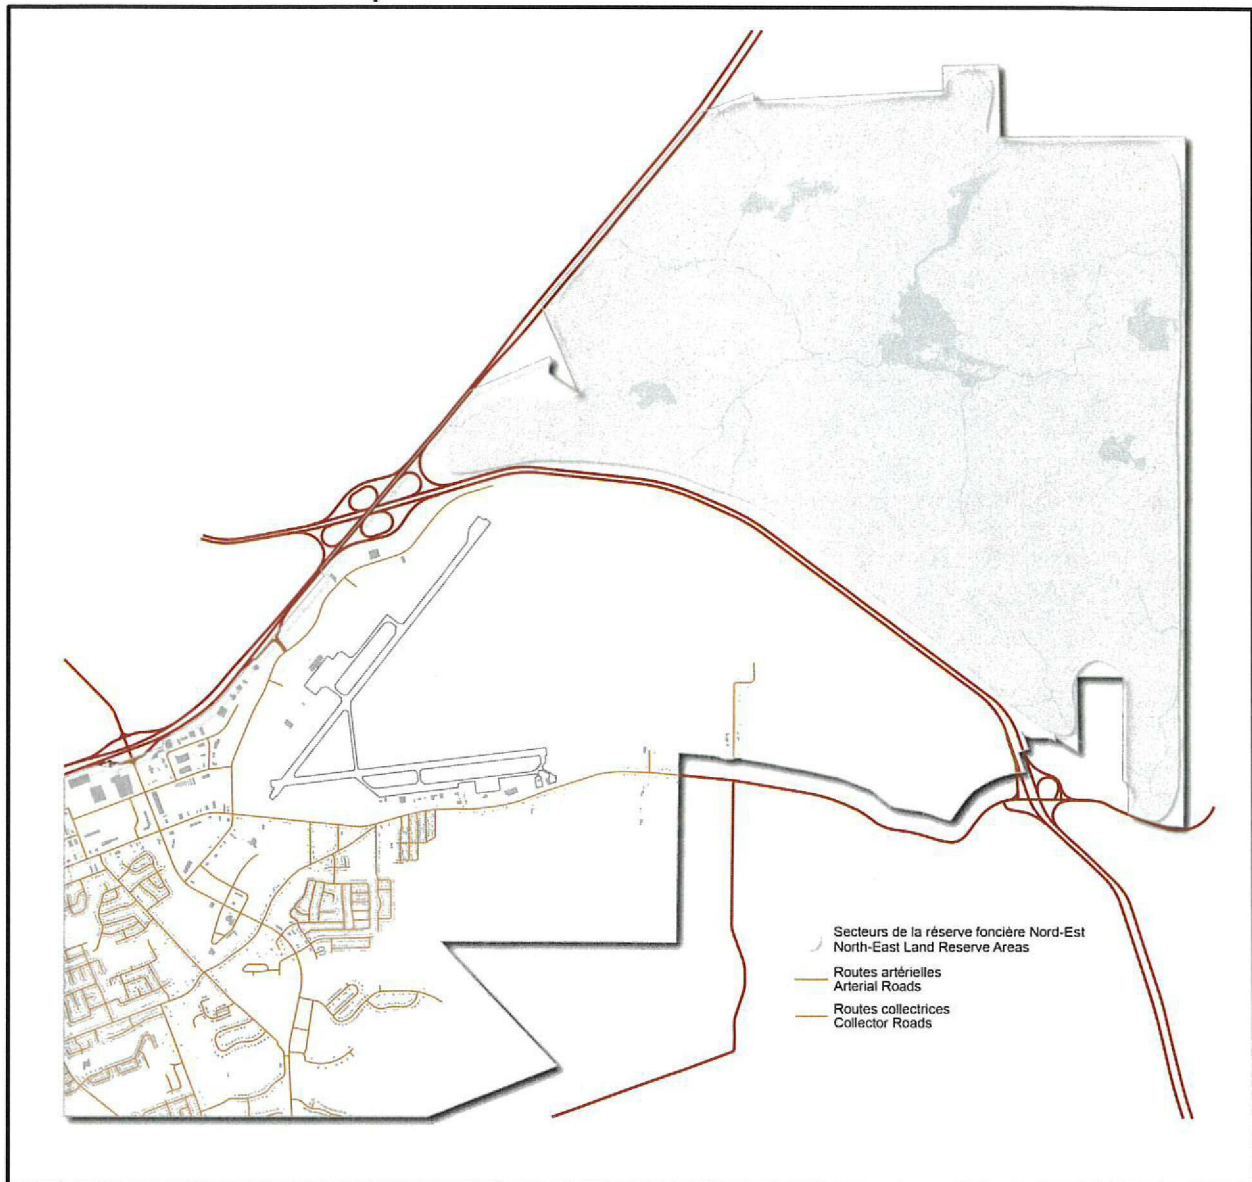 Secteurs de la réserve foncière Nord-Est
North-East Land Reserve Areas
Routes artérielles
Arterial Roads
Routes collectrices
Collector Roads